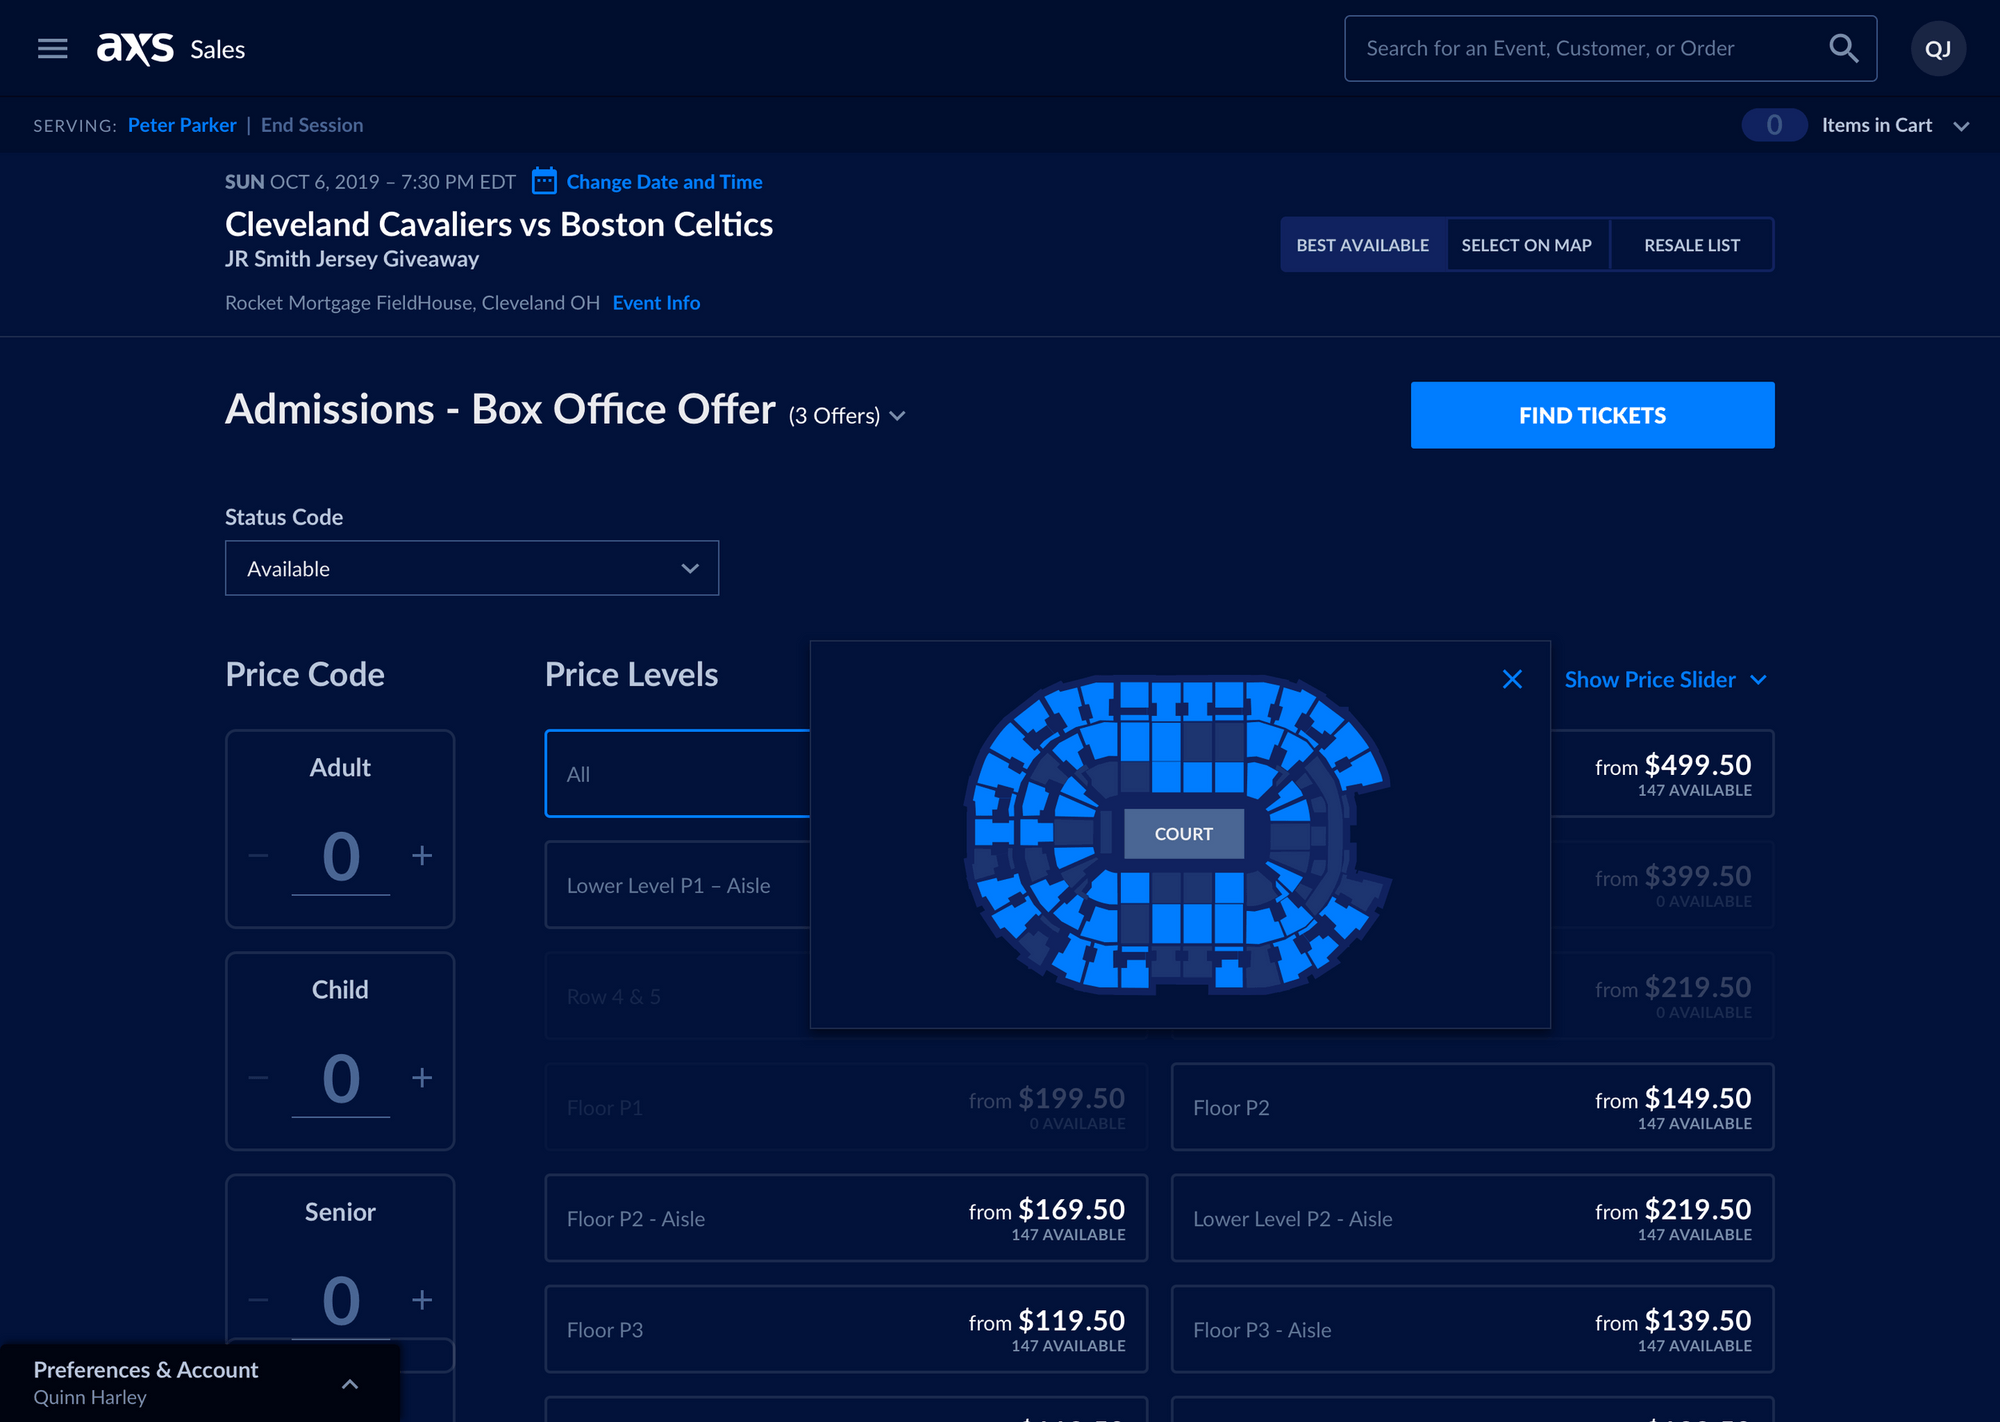 axs Sales
Search for an Event, Customer, or Order
QJ
SERVING: Peter Parker | End Session
0 Items in Cart
SUN OCT 6, 2019 – 7:30 PM EDT Change Date and Time
Cleveland Cavaliers vs Boston Celtics
JR Smith Jersey Giveaway
Rocket Mortgage FieldHouse, Cleveland OH Event Info
BEST AVAILABLE SELECT ON MAP RESALE LIST
Admissions - Box Office Offer (3 Offers)
FIND TICKETS
Status Code
Available
Price Code
Price Levels
Show Price Slider
Adult
− 0 +
Child
− 0 +
Senior
− 0 +
All
COURT
from $499.50
147 AVAILABLE
Lower Level P1 – Aisle
from $399.50
0 AVAILABLE
Row 4 & 5
from $219.50
0 AVAILABLE
Floor P1
from $199.50
0 AVAILABLE
Floor P2
from $149.50
147 AVAILABLE
Floor P2 - Aisle
from $169.50
147 AVAILABLE
Lower Level P2 - Aisle
from $219.50
147 AVAILABLE
Floor P3
from $119.50
147 AVAILABLE
Floor P3 - Aisle
from $139.50
147 AVAILABLE
Preferences & Account
Quinn Harley